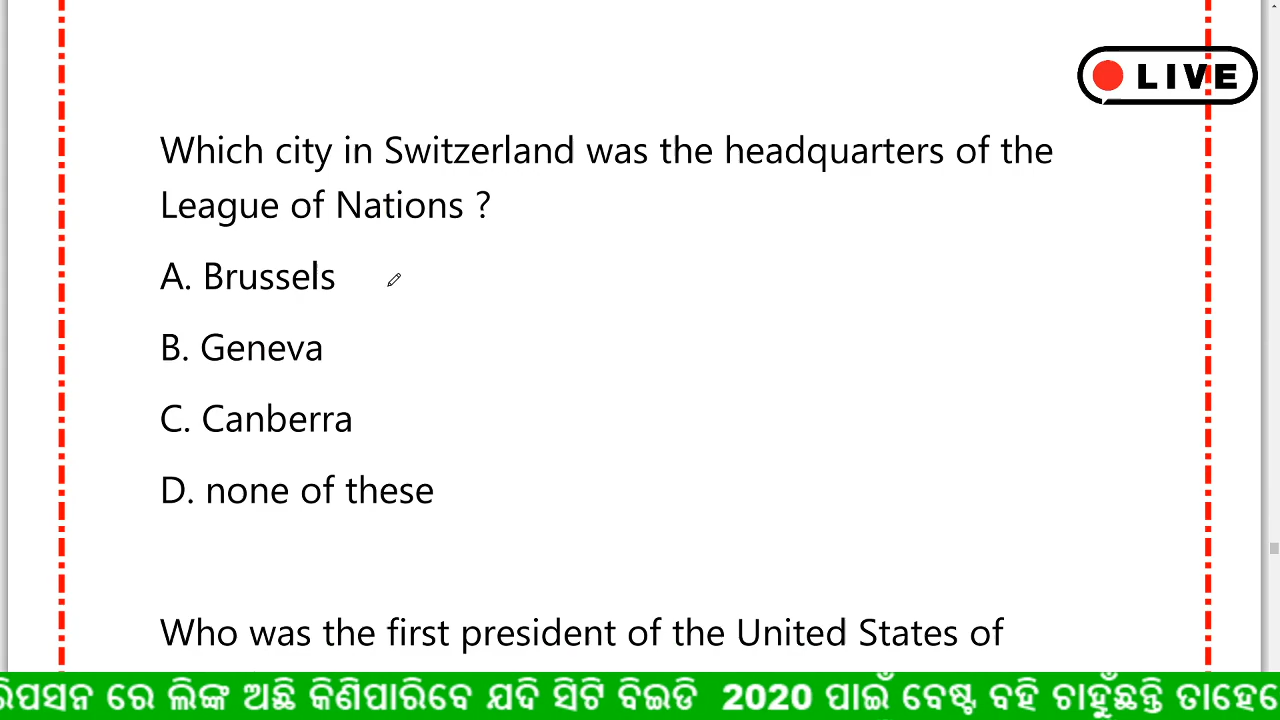 LIVE
Which city in Switzerland was the headquarters of the
League of Nations ?
A. Brussels
B. Geneva
C. Canberra
D. none of these
Who was the first president of the United States of
ରେ ଲିଙ୍କ ଅଛି କିଣିପାରିବେ ଯଦି ସିଟି ବିଇଡି 2020 ପାଇଁ ବେଷ୍ଟ ବହି ଚାହୁଁଛନ୍ତି ତାହେଲେ